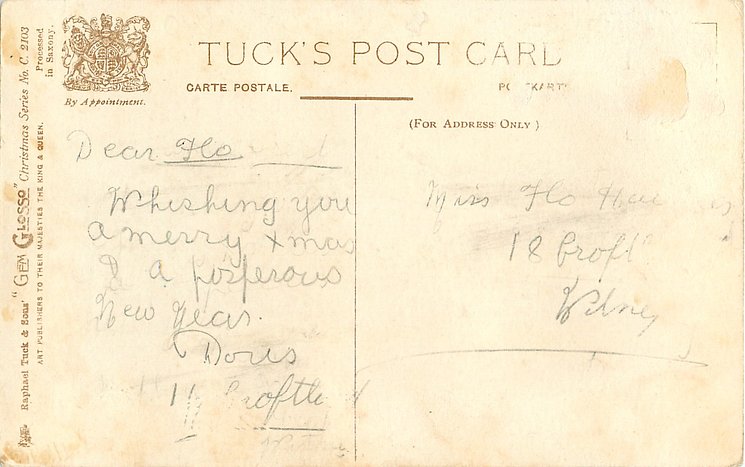 TUCK'S POST CARD
CARTE POSTALE.
By Appointment.
(FOR ADDRESS ONLY)
Raphael Tuck & Sons' "GEM GLOSSO" Christmas Series No. C. 2103
ART PUBLISHERS TO THEIR MAJESTIES THE KING & QUEEN.
Processed
in Saxony.
Dear Flo
Whishing you
a merry xmas
& a posperous
New Year.
Doris
Miss Flo
18 Croft
Witney